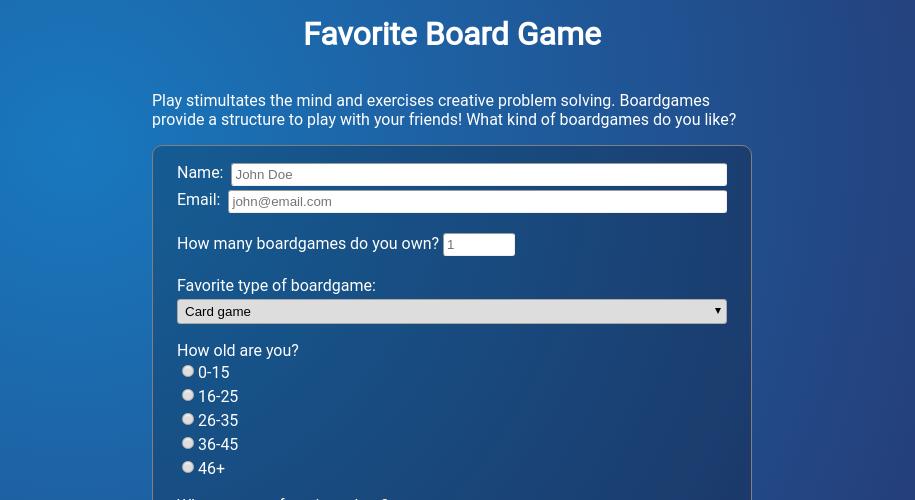 Favorite Board Game
Play stimultates the mind and exercises creative problem solving. Boardgames
provide a structure to play with your friends! What kind of boardgames do you like?
Name: John Doe
Email: john@email.com
How many boardgames do you own? 1
Favorite type of boardgame:
Card game
How old are you?
0-15
16-25
26-35
36-45
46+